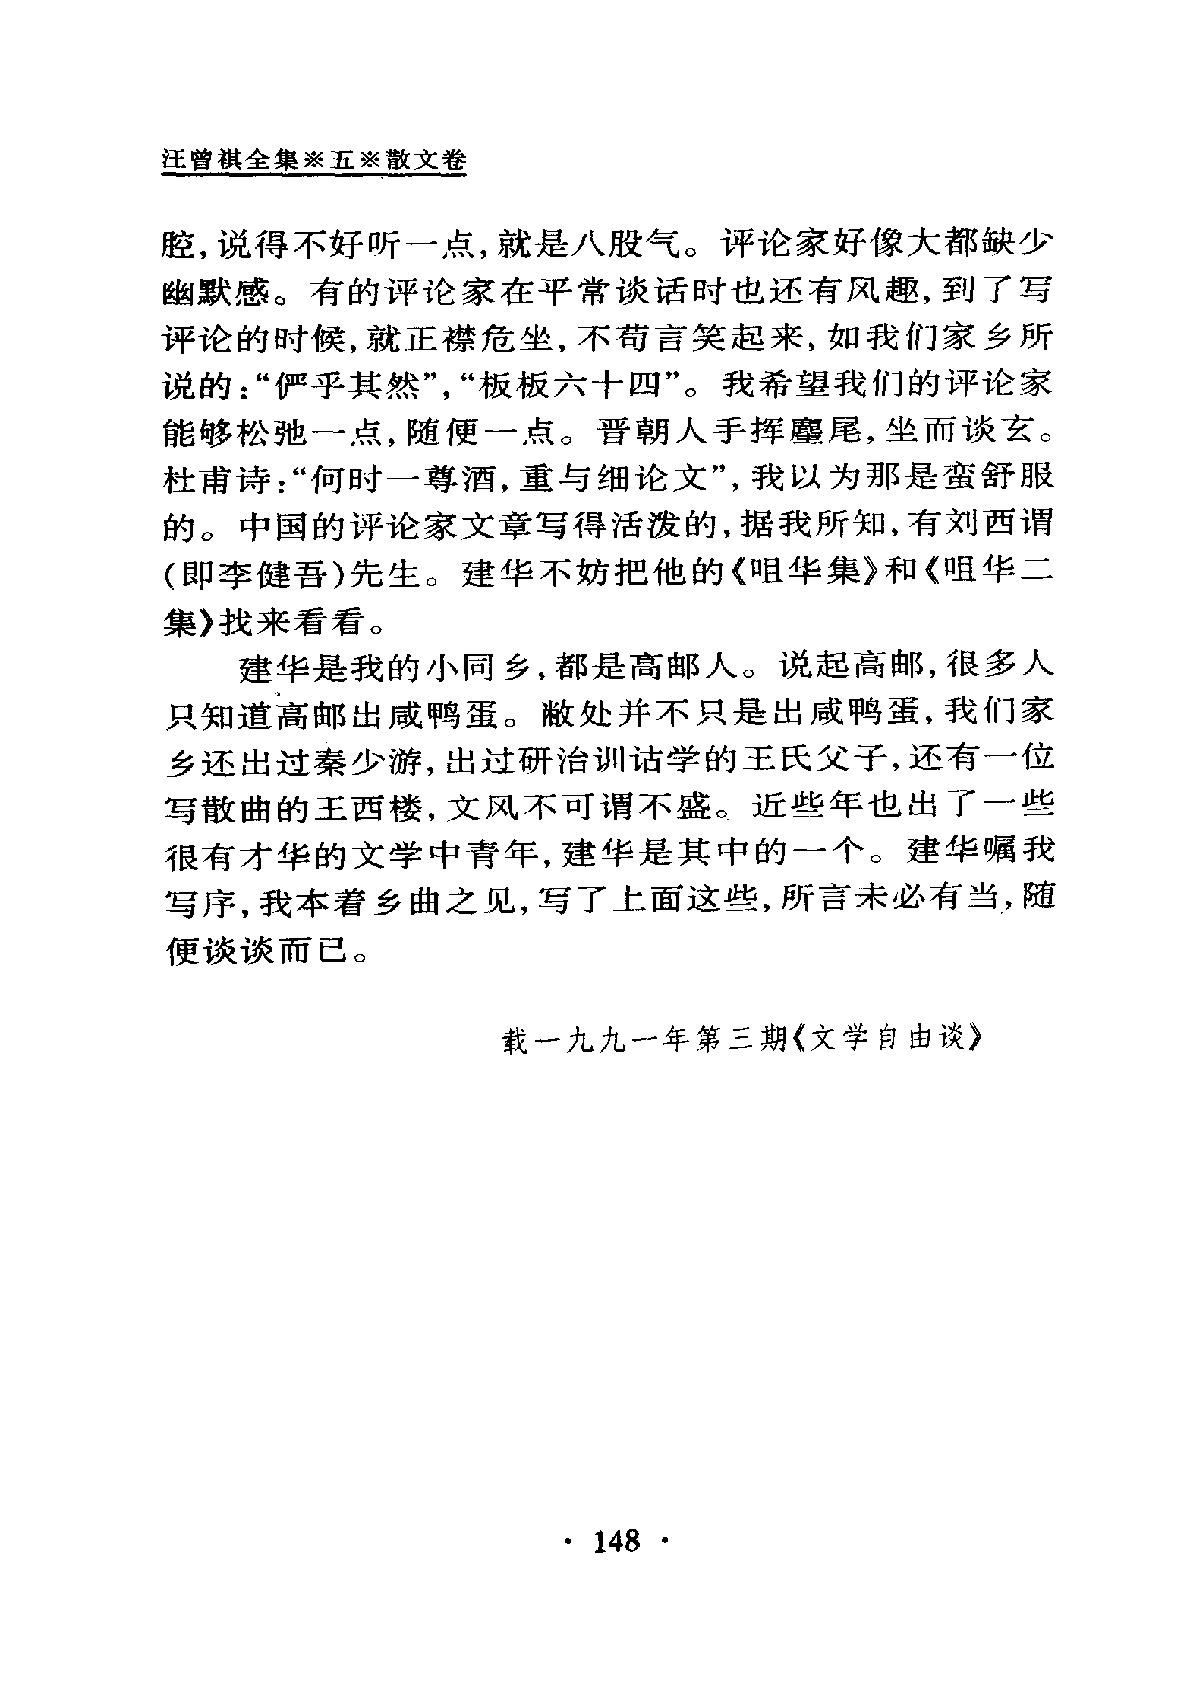 汪曾祺全集※五※散文卷
腔,说得不好听一点,就是八股气。评论家好像大都缺少
幽默感。有的评论家在平常谈话时也还有风趣,到了写
评论的时候,就正襟危坐,不苟言笑起来,如我们家乡所
说的:“俨乎其然”,“板板六十四”。我希望我们的评论家
能够松弛一点,随便一点。晋朝人手挥麈尾,坐而谈玄。
杜甫诗:“何时一尊酒,重与细论文”,我以为那是蛮舒服
的。中国的评论家文章写得活泼的,据我所知,有刘西谓
(即李健吾)先生。建华不妨把他的《咀华集》和《咀华二
集》找来看看。
建华是我的小同乡,都是高邮人。说起高邮,很多人
只知道高邮出咸鸭蛋。敝处并不只是出咸鸭蛋,我们家
乡还出过秦少游,出过研治训诂学的王氏父子,还有一位
写散曲的王西楼,文风不可谓不盛。近些年也出了一些
很有才华的文学中青年,建华是其中的一个。建华嘱我
写序,我本着乡曲之见,写了上面这些,所言未必有当,随
便谈谈而已。
载一九九一年第三期《文学自由谈》
· 148 ·